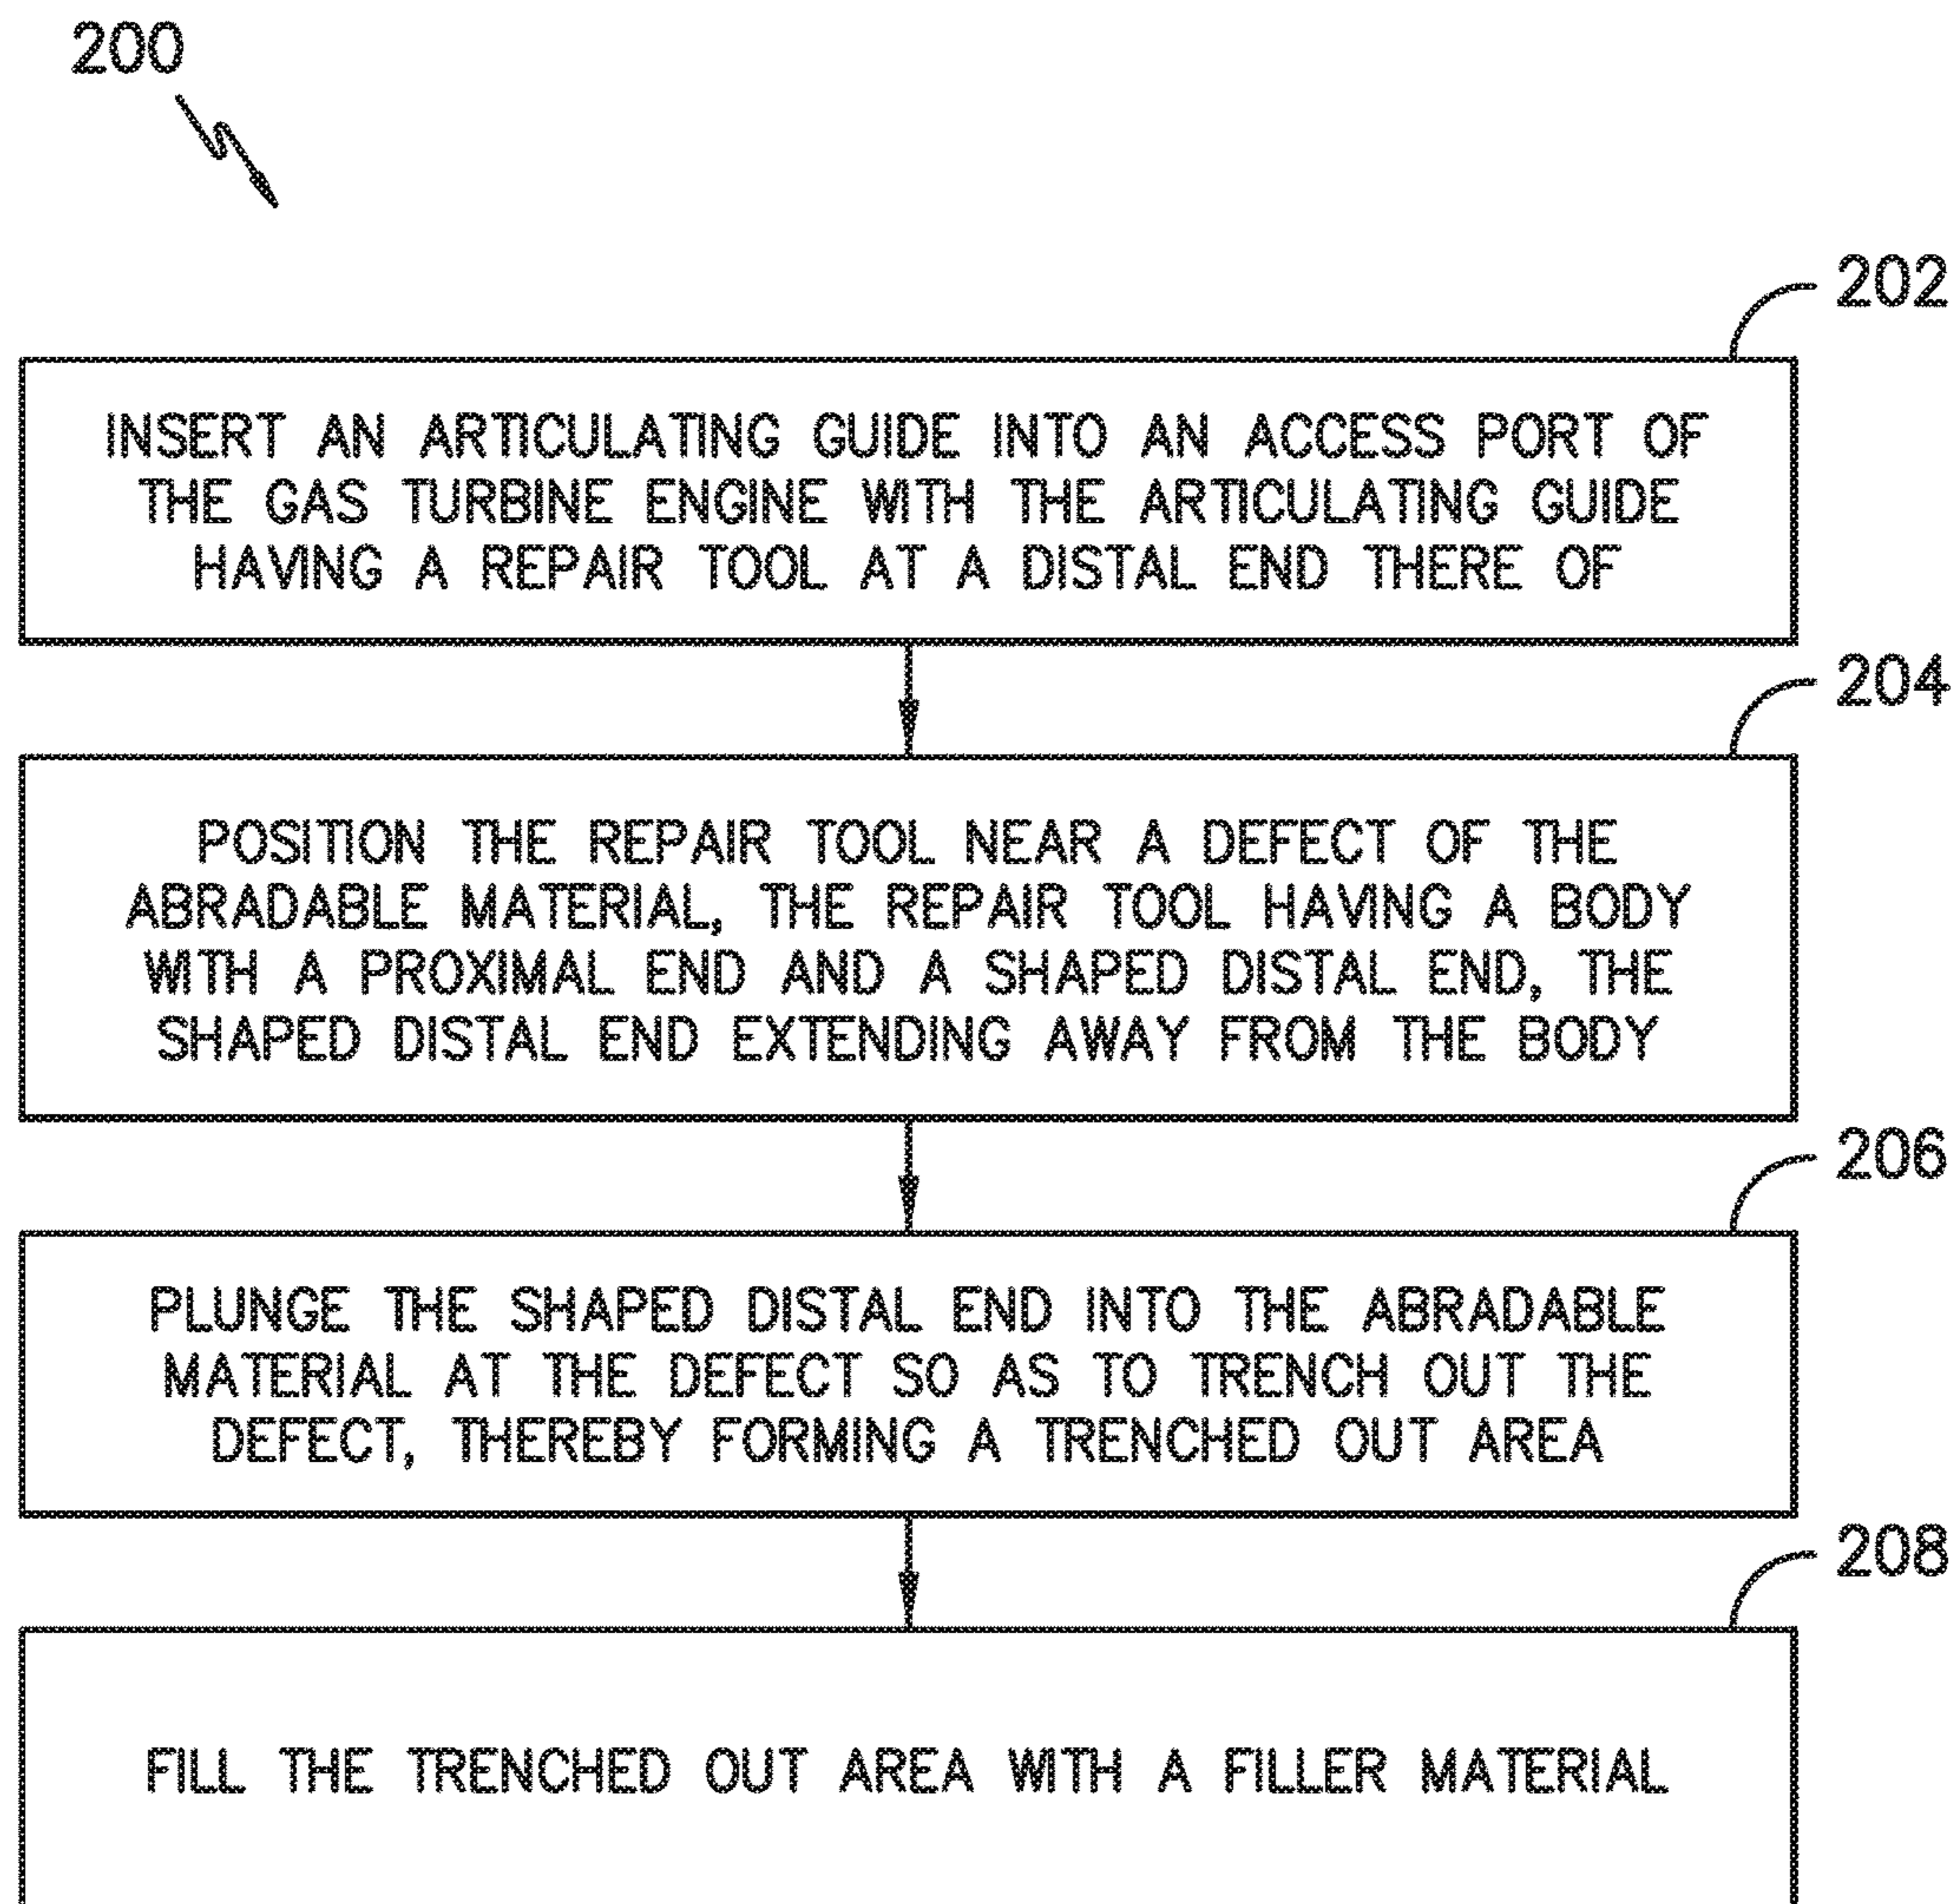 200
202
INSERT AN ARTICULATING GUIDE INTO AN ACCESS PORT OF
THE GAS TURBINE ENGINE WITH THE ARTICULATING GUIDE
HAVING A REPAIR TOOL AT A DISTAL END THERE OF
204
POSITION THE REPAIR TOOL NEAR A DEFECT OF THE
ABRADABLE MATERIAL, THE REPAIR TOOL HAVING A BODY
WITH A PROXIMAL END AND A SHAPED DISTAL END, THE
SHAPED DISTAL END EXTENDING AWAY FROM THE BODY
206
PLUNGE THE SHAPED DISTAL END INTO THE ABRADABLE
MATERIAL AT THE DEFECT SO AS TO TRENCH OUT THE
DEFECT, THEREBY FORMING A TRENCHED OUT AREA
208
FILL THE TRENCHED OUT AREA WITH A FILLER MATERIAL